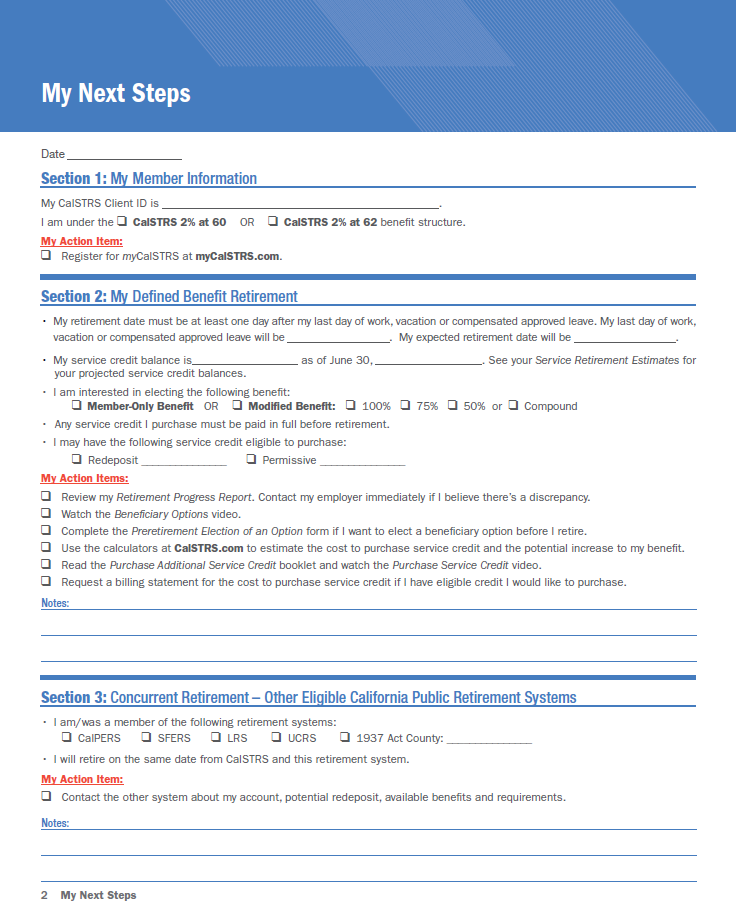 My Next Steps
Date ____________________
Section 1: My Member Information
My CalSTRS Client ID is ____________________.
I am under the ❑ CalSTRS 2% at 60 OR ❑ CalSTRS 2% at 62 benefit structure.
My Action Item:
❑ Register for myCalSTRS at myCalSTRS.com.
Section 2: My Defined Benefit Retirement
· My retirement date must be at least one day after my last day of work, vacation or compensated approved leave. My last day of work,
vacation or compensated approved leave will be ____________________. My expected retirement date will be ____________________.
· My service credit balance is____________________ as of June 30, ____________________. See your Service Retirement Estimates for
your projected service credit balances.
· I am interested in electing the following benefit:
❑ Member-Only Benefit OR ❑ Modified Benefit: ❑ 100% ❑ 75% ❑ 50% or ❑ Compound
· Any service credit I purchase must be paid in full before retirement.
· I may have the following service credit eligible to purchase:
❑ Redeposit ______________ ❑ Permissive ______________
My Action Items:
❑ Review my Retirement Progress Report. Contact my employer immediately if I believe there's a discrepancy.
❑ Watch the Beneficiary Options video.
❑ Complete the Preretirement Election of an Option form if I want to elect a beneficiary option before I retire.
❑ Use the calculators at CalSTRS.com to estimate the cost to purchase service credit and the potential increase to my benefit.
❑ Read the Purchase Additional Service Credit booklet and watch the Purchase Service Credit video.
❑ Request a billing statement for the cost to purchase service credit if I have eligible credit I would like to purchase.
Notes:
Section 3: Concurrent Retirement – Other Eligible California Public Retirement Systems
· I am/was a member of the following retirement systems:
❑ CalPERS ❑ SFERS ❑ LRS ❑ UCRS ❑ 1937 Act County: ______________
· I will retire on the same date from CalSTRS and this retirement system.
My Action Item:
❑ Contact the other system about my account, potential redeposit, available benefits and requirements.
Notes:
2 My Next Steps